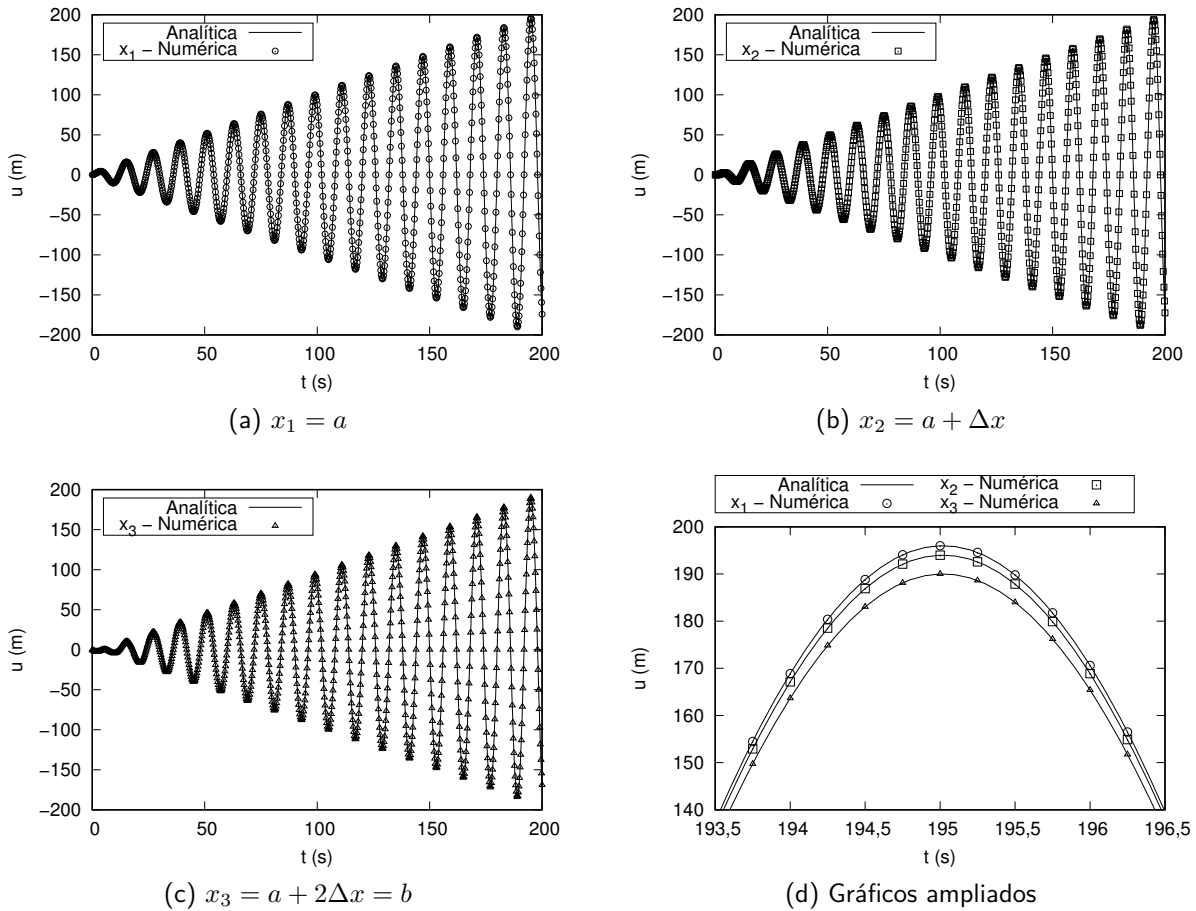 Analítica
x₁ – Numérica
200
150
100
50
0
−50
−100
−150
−200
u (m)
0 50 100 150 200
t (s)
(a) x₁ = a
Analítica
x₂ – Numérica
200
150
100
50
0
−50
−100
−150
−200
u (m)
0 50 100 150 200
t (s)
(b) x₂ = a + Δx
Analítica
x₃ – Numérica
200
150
100
50
0
−50
−100
−150
−200
u (m)
0 50 100 150 200
t (s)
(c) x₃ = a + 2Δx = b
Analítica
x₁ – Numérica
x₂ – Numérica
x₃ – Numérica
200
190
180
170
160
150
140
u (m)
193,5 194 194,5 195 195,5 196 196,5
t (s)
(d) Gráficos ampliados